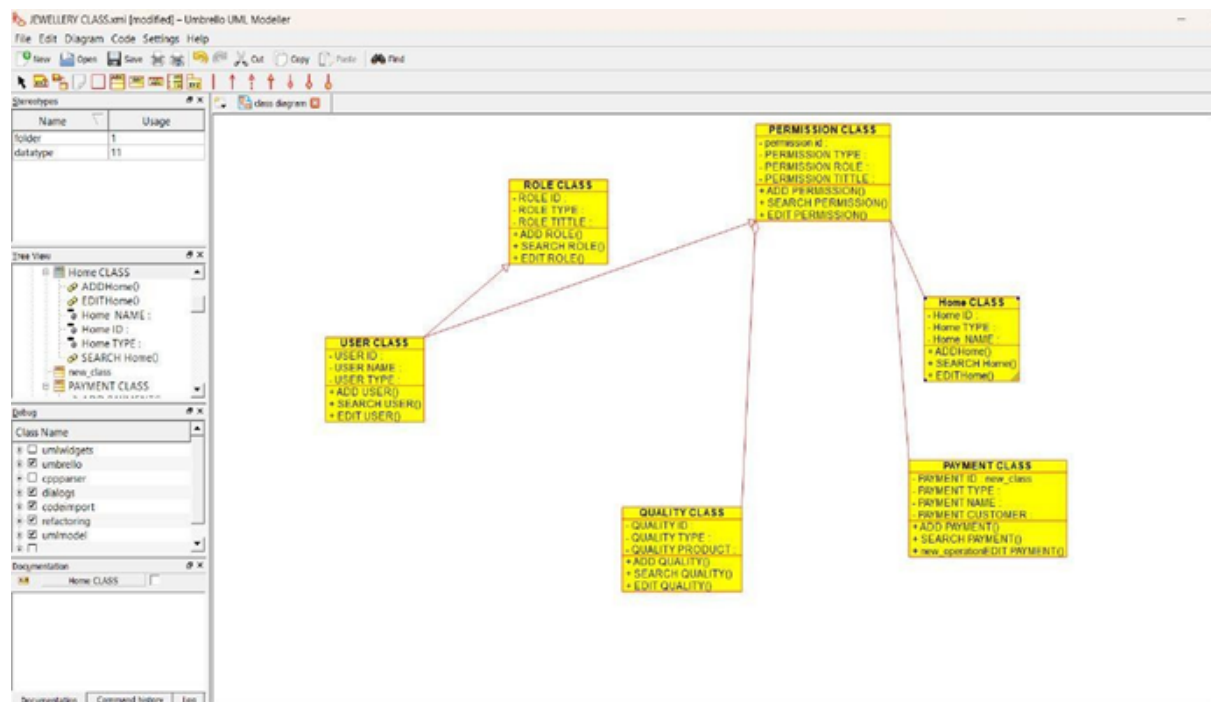 JEWELLERY CLASS.xmi [modified] – Umbrello UML Modeller
File Edit Diagram Code Settings Help
New Open Save Cut Copy Paste Find
Stereotypes
Name Usage
folder 1
datatype 11
class diagram
Tree View
Home CLASS
ADDHome()
EDITHome()
Home NAME :
Home ID :
Home TYPE :
SEARCH Home()
new_class
PAYMENT CLASS
Debug
Class Name
umlwidgets
umbrello
cppparser
dialogs
codeimport
refactoring
umlmodel
Documentation
Home CLASS
Documentation Command history Log
PERMISSION CLASS
- permission id :
- PERMISSION TYPE :
- PERMISSION ROLE :
- PERMISSION TITTLE :
+ ADD PERMISSION()
+ SEARCH PERMISSION()
+ EDIT PERMISSION()
ROLE CLASS
- ROLE ID :
- ROLE TYPE :
- ROLE TITTLE :
+ ADD ROLE()
+ SEARCH ROLE()
+ EDIT ROLE()
Home CLASS
- Home ID :
- Home TYPE :
- Home NAME :
+ ADDHome()
+ SEARCH Home()
+ EDITHome()
USER CLASS
- USER ID :
- USER NAME :
- USER TYPE :
+ ADD USER()
+ SEARCH USER()
+ EDIT USER()
PAYMENT CLASS
- PAYMENT ID : new_class
- PAYMENT TYPE :
- PAYMENT NAME :
- PAYMENT CUSTOMER
+ ADD PAYMENT()
+ SEARCH PAYMENT()
+ new_operationEDIT PAYMENT()
QUALITY CLASS
- QUALITY ID
- QUALITY TYPE :
- QUALITY PRODUCT :
+ ADD QUALITY()
+ SEARCH QUALITY()
+ EDIT QUALITY()